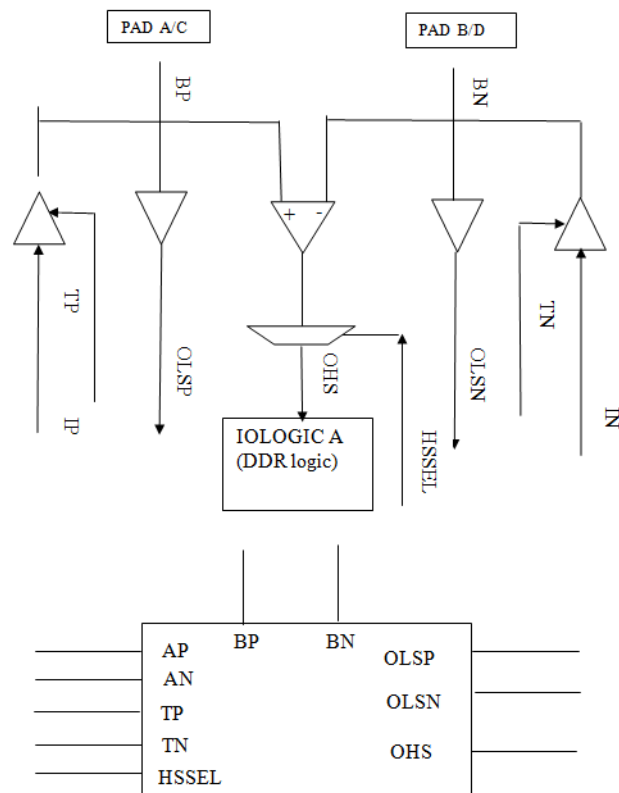 PAD A/C
PAD B/D
BP
BN
+ -
TP
IP
OLSP
OHS
HSSEL
OLSN
TN
IN
IOLOGIC A
(DDR logic)
BP
BN
AP
AN
TP
TN
HSSEL
OLSP
OLSN
OHS